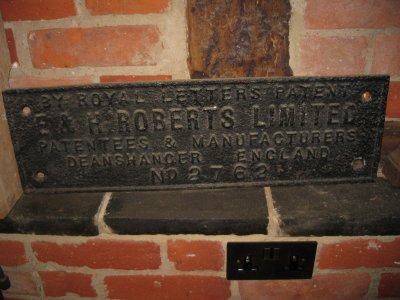 BY ROYAL LETTERS PATENT
E & H. ROBERTS LIMITED
PATENTEES & MANUFACTURERS
DEANSHANGER ENGLAND
NO 2762